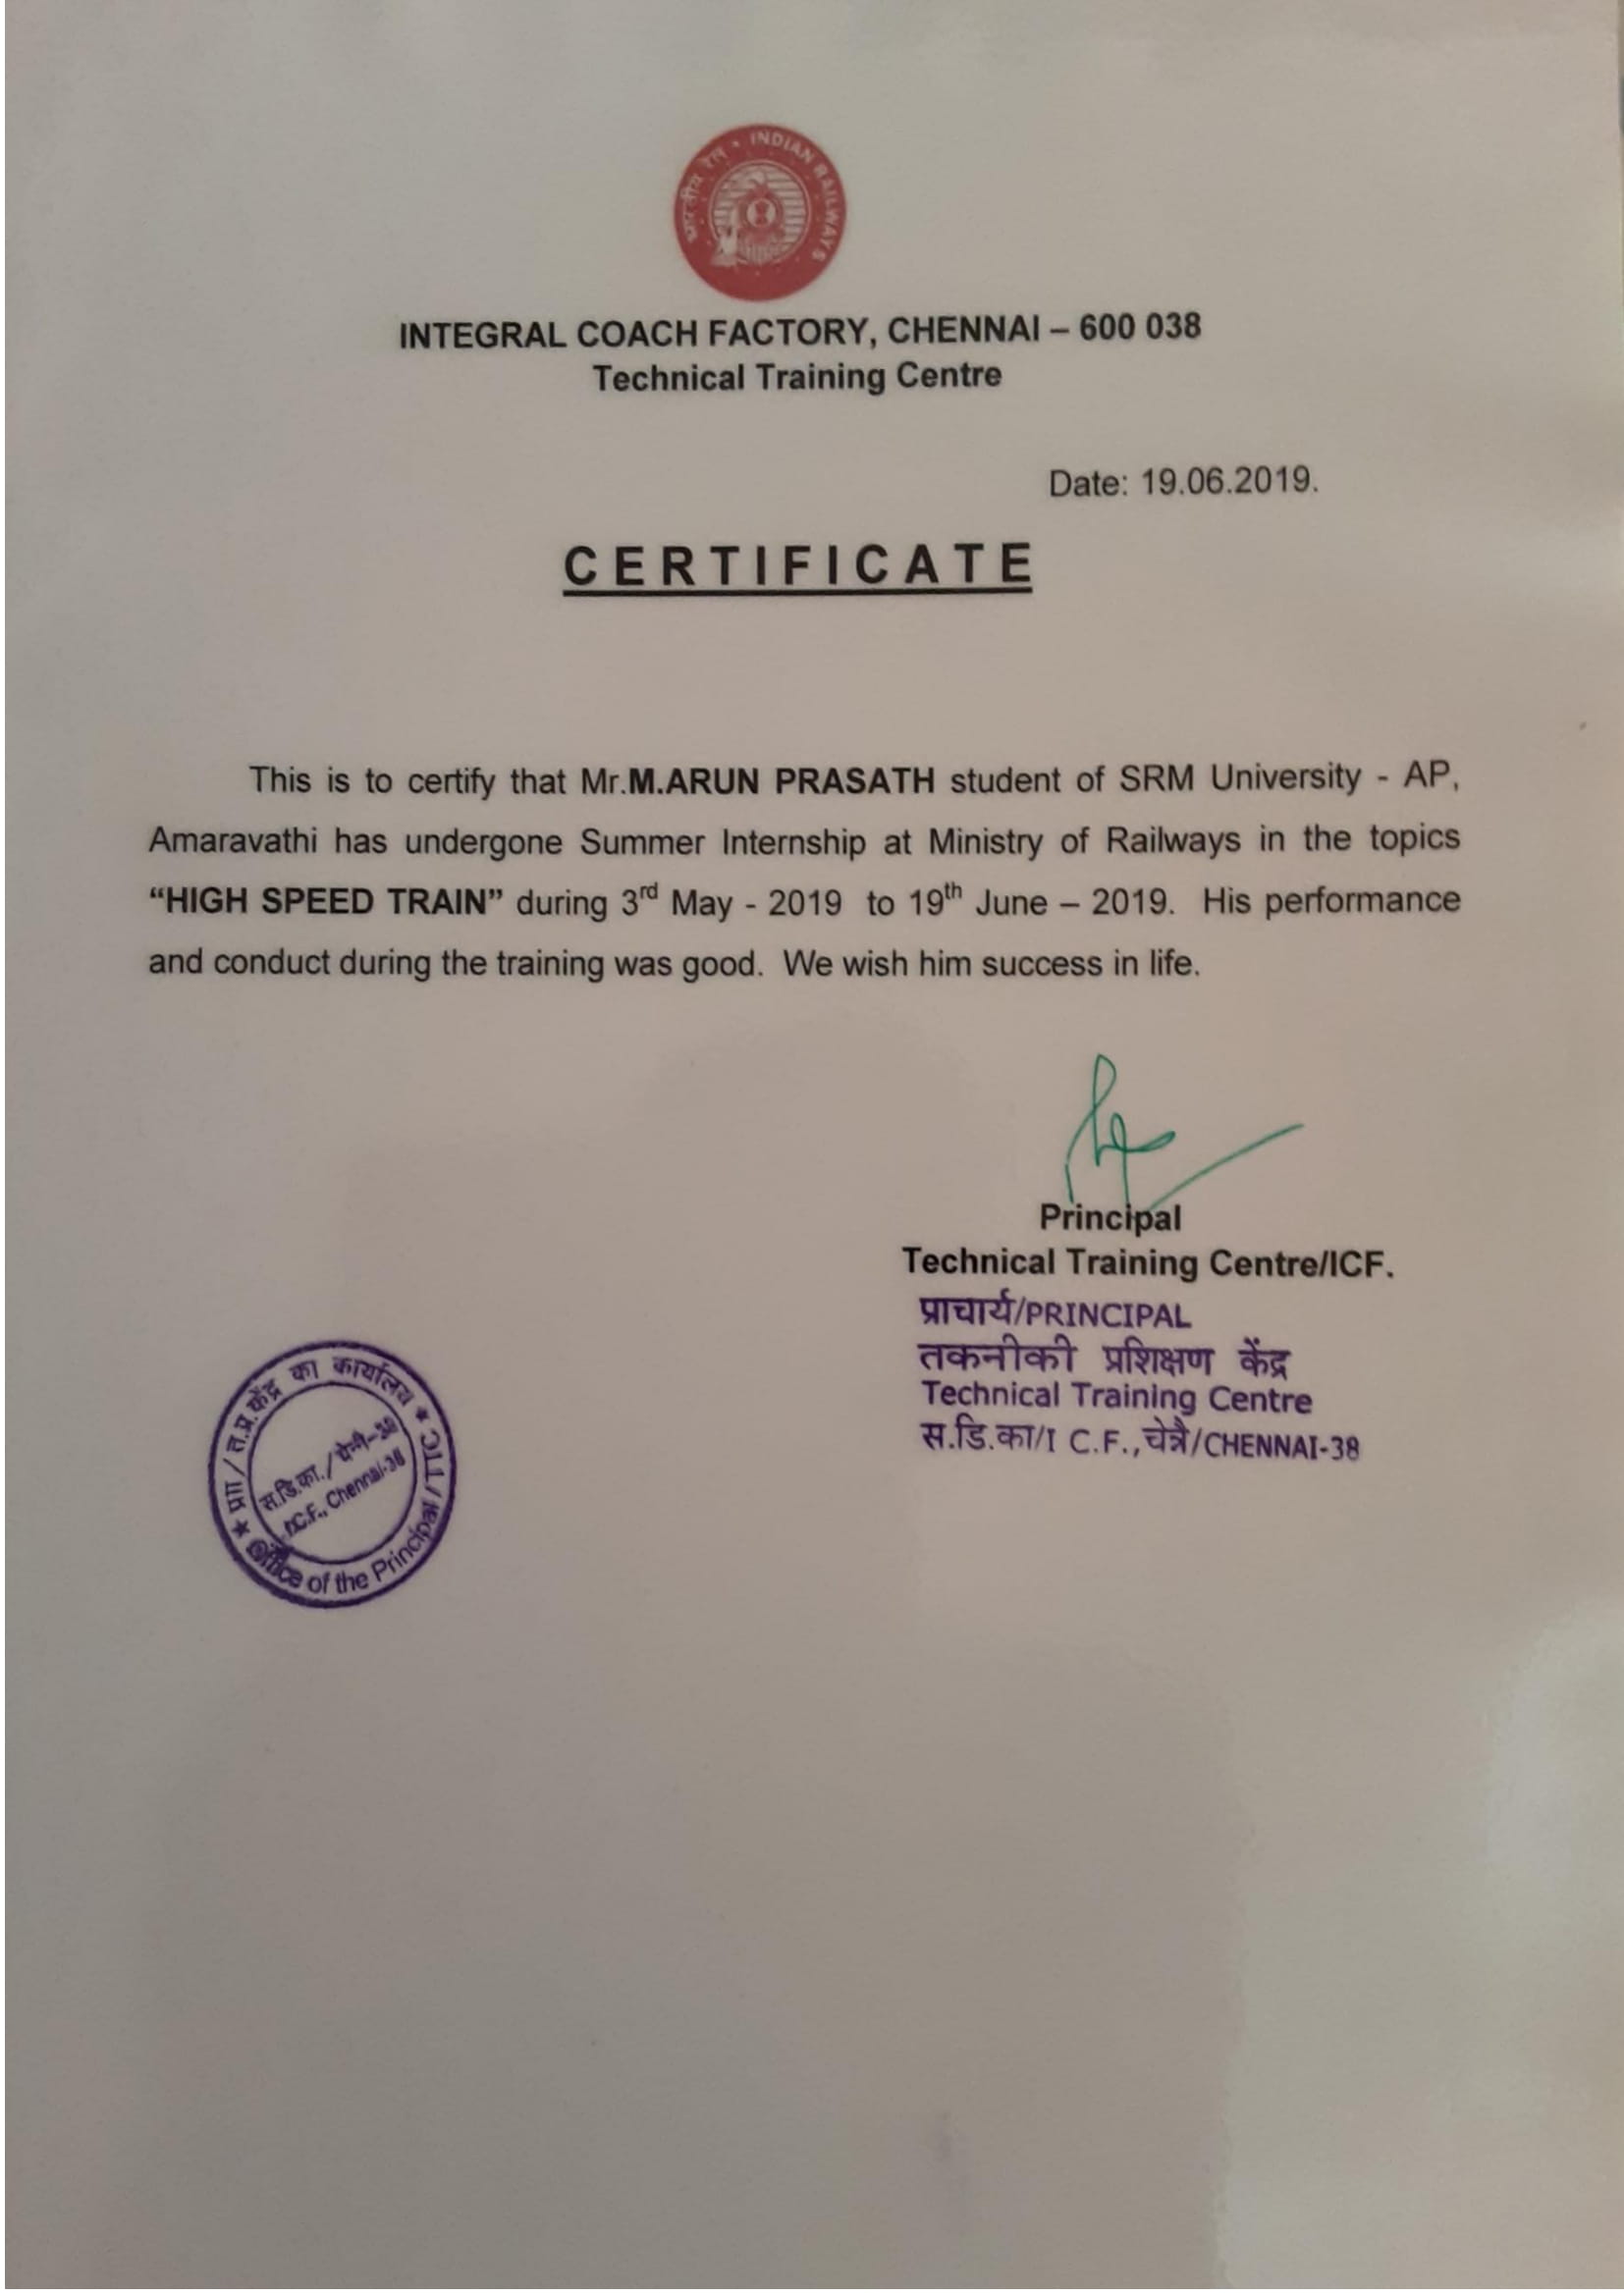 भारतीय रेल • INDIAN RAILWAYS
INTEGRAL COACH FACTORY, CHENNAI – 600 038
Technical Training Centre
Date: 19.06.2019.
CERTIFICATE
This is to certify that Mr.M.ARUN PRASATH student of SRM University - AP,
Amaravathi has undergone Summer Internship at Ministry of Railways in the topics
“HIGH SPEED TRAIN” during 3rd May - 2019 to 19th June – 2019. His performance
and conduct during the training was good. We wish him success in life.
Principal
Technical Training Centre/ICF.
प्राचार्य/PRINCIPAL
तकनीकी प्रशिक्षण केंद्र
Technical Training Centre
स.डि.का/I C.F.,चेन्नै/CHENNAI-38
★ प्रा/त.प्र.केंद्र का कार्यालय ★
स.डि.का./चेन्नै-38
I.C.F., Chennai-38
Office of the Principal/TTC